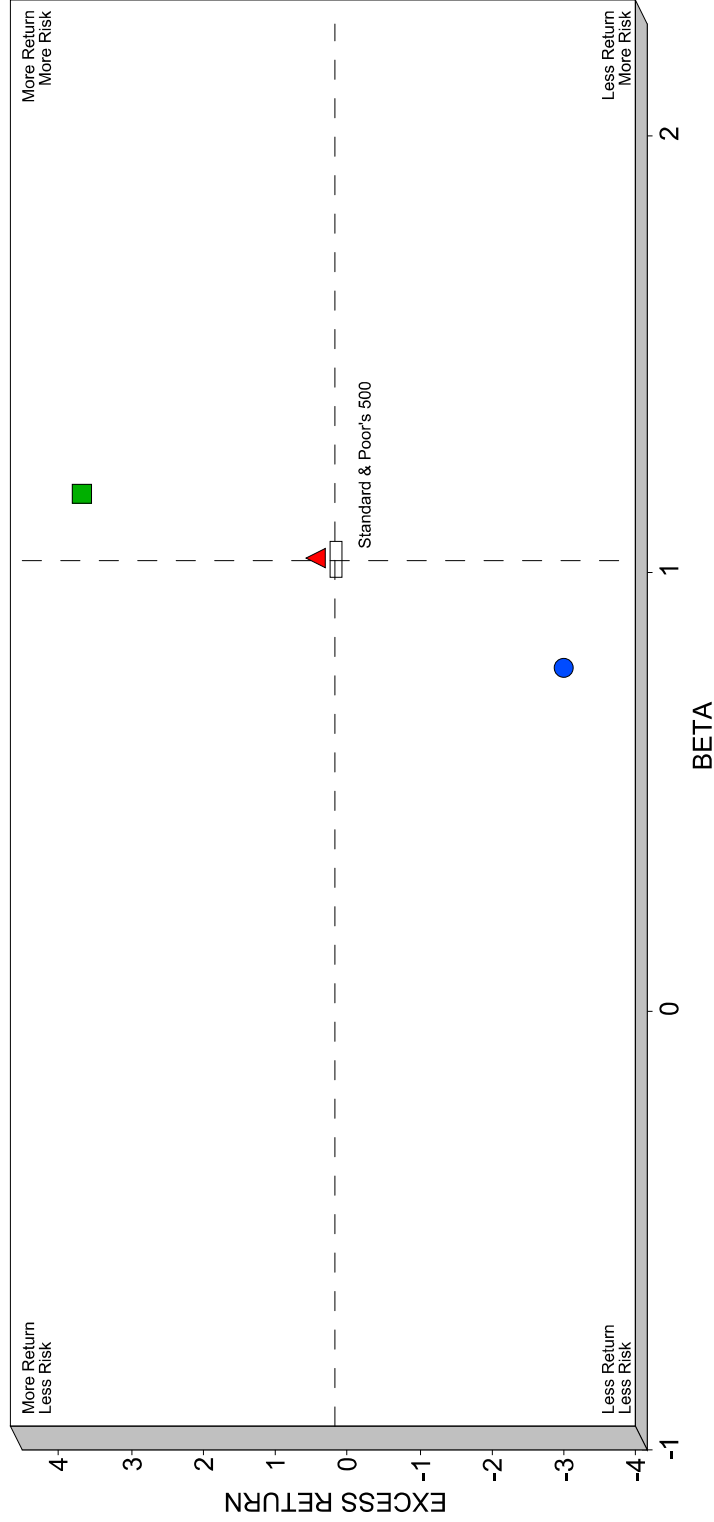 More Return
Less Risk
More Return
More Risk
4
3
2
1
0
-1
-2
-3
-4
EXCESS RETURN
Standard & Poor's 500
Less Return
Less Risk
Less Return
More Risk
-1
0
1
2
BETA